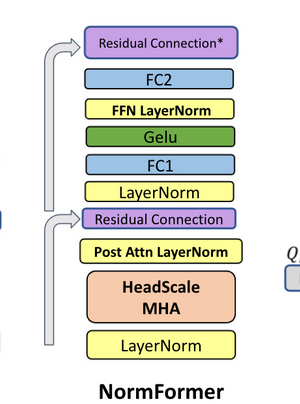 Residual Connection*
FC2
FFN LayerNorm
Gelu
FC1
LayerNorm
Residual Connection
Post Attn LayerNorm
HeadScale
MHA
LayerNorm
NormFormer
Q